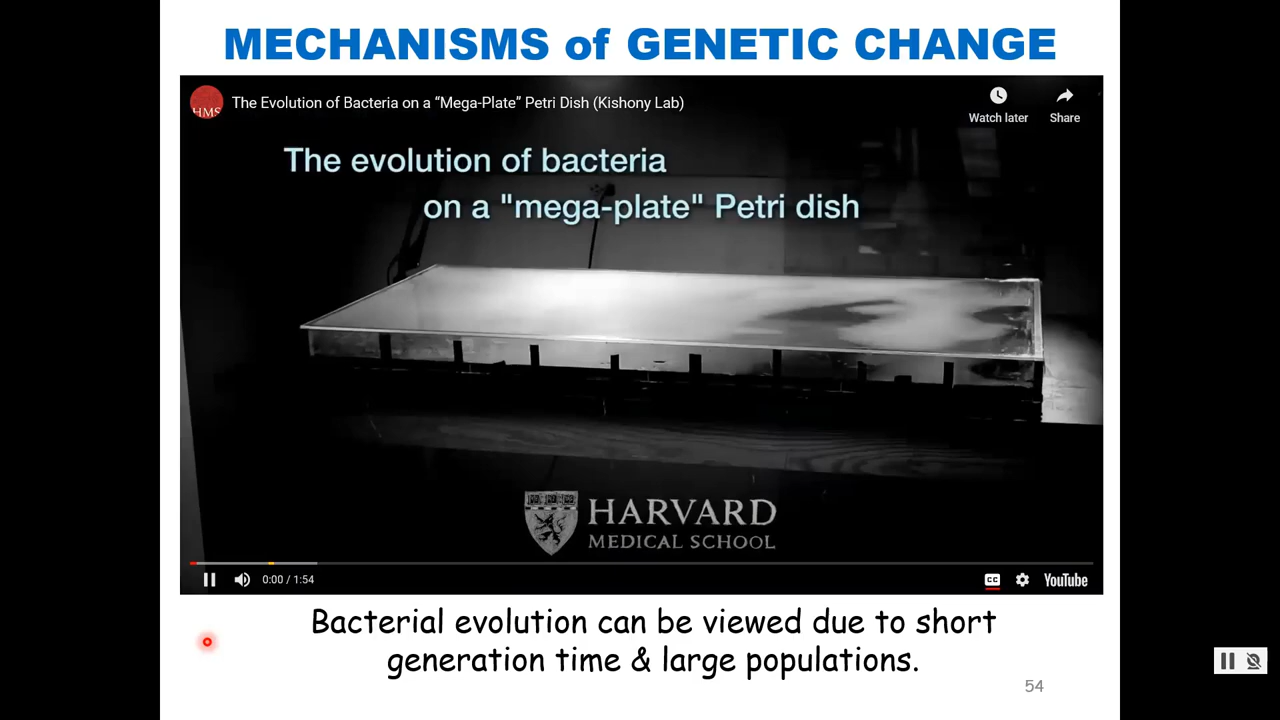 MECHANISMS of GENETIC CHANGE
HMS
The Evolution of Bacteria on a “Mega-Plate” Petri Dish (Kishony Lab)
Watch later
Share
The evolution of bacteria
on a "mega-plate" Petri dish
HARVARD
MEDICAL SCHOOL
0:00 / 1:54
CC
YouTube
Bacterial evolution can be viewed due to short
generation time & large populations.
54